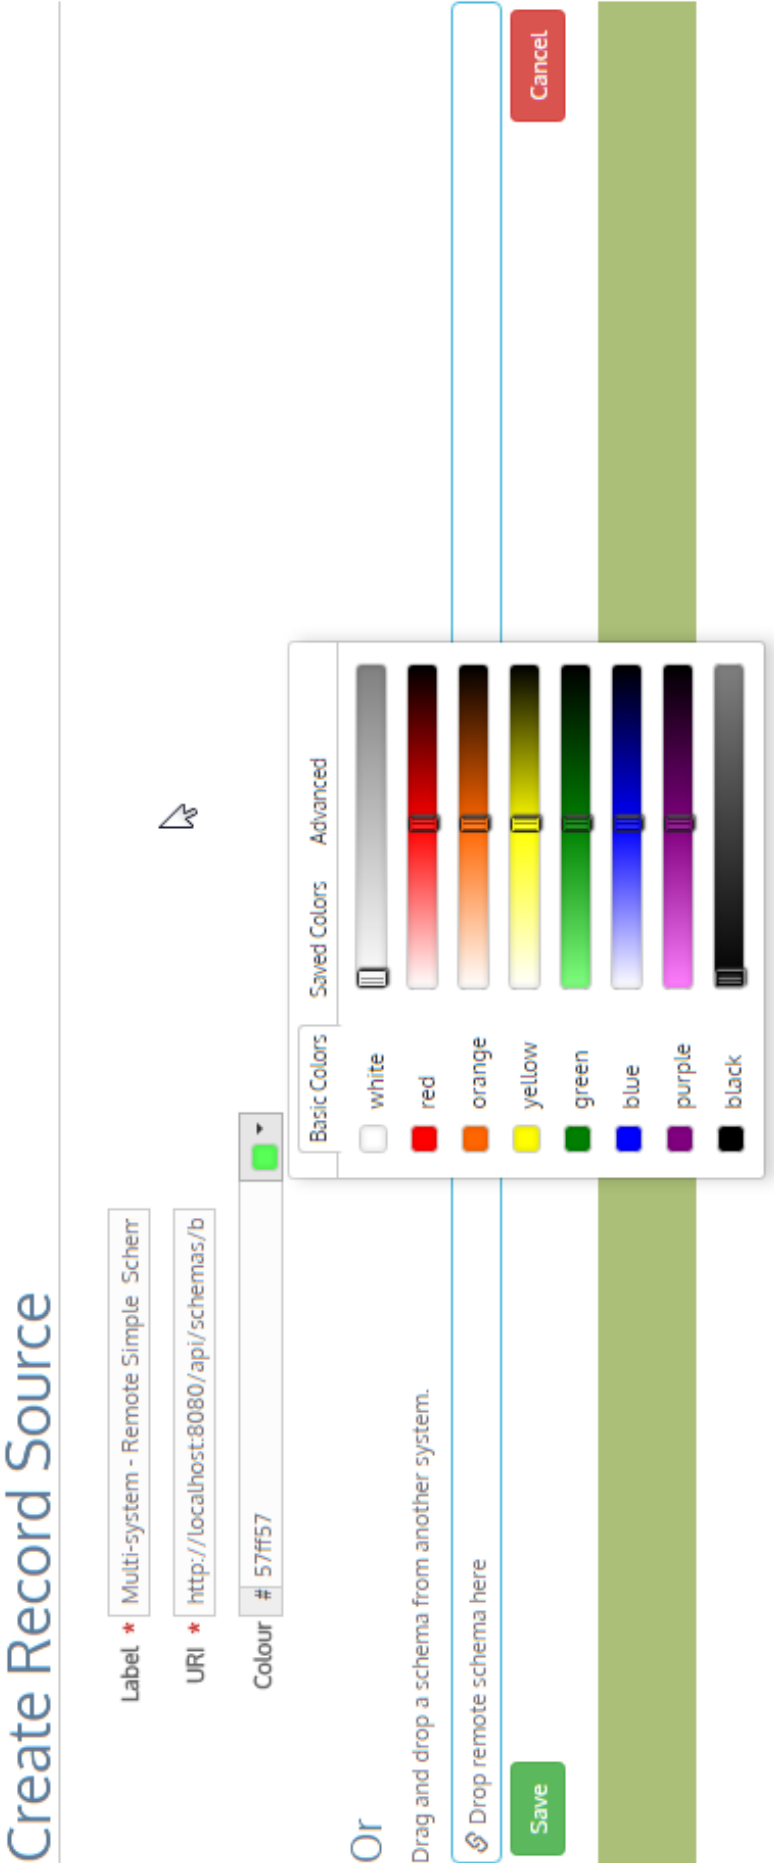 Create Record Source
Label * Multi-system - Remote Simple Schem
URI * http://localhost:8080/api/schemas/b
Colour # 57ff57
Basic Colors Saved Colors Advanced
white
red
orange
yellow
green
blue
purple
black
Or
Drag and drop a schema from another system.
Drop remote schema here
Save Cancel